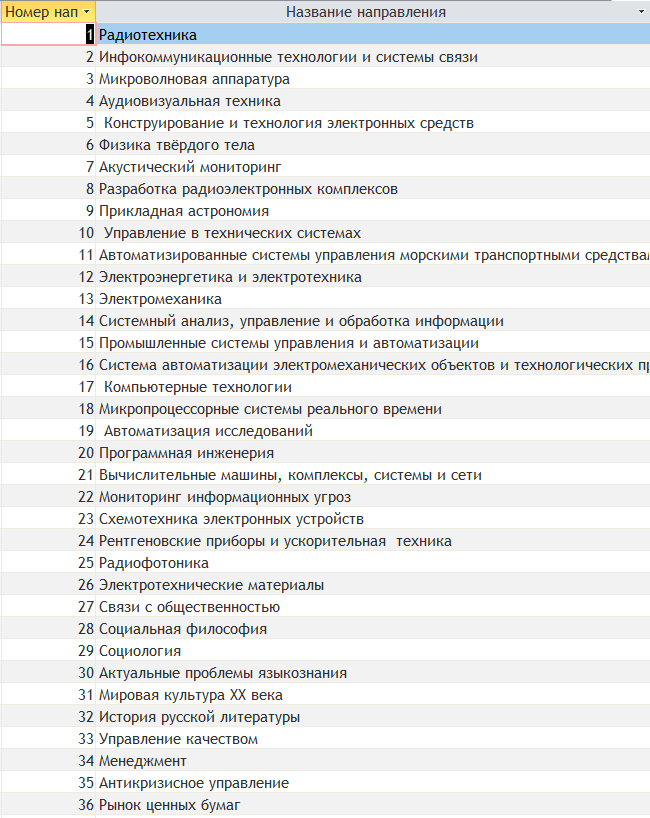 Номер нап Название направления
1 Радиотехника
2 Инфокоммуникационные технологии и системы связи
3 Микроволновая аппаратура
4 Аудиовизуальная техника
5 Конструирование и технология электронных средств
6 Физика твёрдого тела
7 Акустический мониторинг
8 Разработка радиоэлектронных комплексов
9 Прикладная астрономия
10 Управление в технических системах
11 Автоматизированные системы управления морскими транспортными средства
12 Электроэнергетика и электротехника
13 Электромеханика
14 Системный анализ, управление и обработка информации
15 Промышленные системы управления и автоматизации
16 Система автоматизации электромеханических объектов и технологических пр
17 Компьютерные технологии
18 Микропроцессорные системы реального времени
19 Автоматизация исследований
20 Программная инженерия
21 Вычислительные машины, комплексы, системы и сети
22 Мониторинг информационных угроз
23 Схемотехника электронных устройств
24 Рентгеновские приборы и ускорительная техника
25 Радиофотоника
26 Электротехнические материалы
27 Связи с общественностью
28 Социальная философия
29 Социология
30 Актуальные проблемы языкознания
31 Мировая культура XX века
32 История русской литературы
33 Управление качеством
34 Менеджмент
35 Антикризисное управление
36 Рынок ценных бумаг